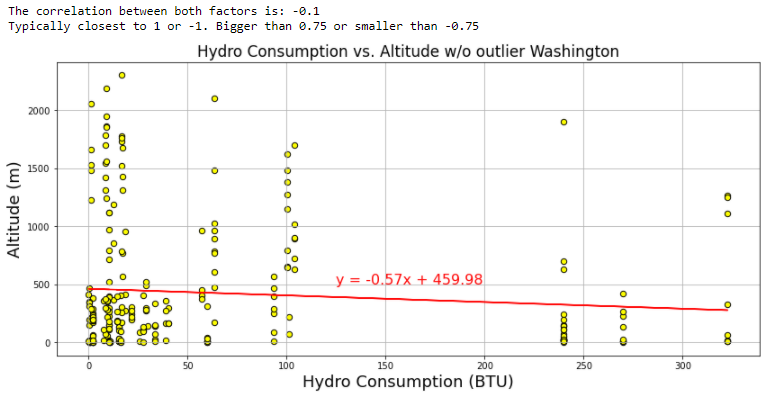 The correlation between both factors is: -0.1
Typically closest to 1 or -1. Bigger than 0.75 or smaller than -0.75
Hydro Consumption vs. Altitude w/o outlier Washington
Altitude (m)
2000
1500
1000
500
0
y = -0.57x + 459.98
0 50 100 150 200 250 300
Hydro Consumption (BTU)